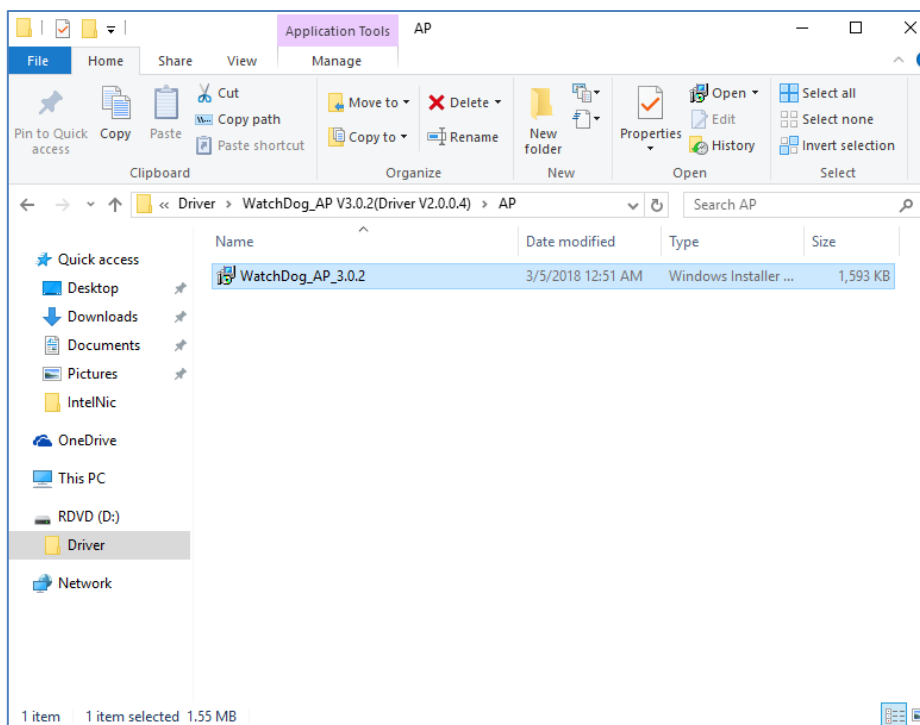 Application Tools AP
File Home Share View Manage
Pin to Quick access
Copy
Paste
Cut
Copy path
Paste shortcut
Clipboard
Move to
Copy to
Delete
Rename
Organize
New folder
New
Properties
Open
Edit
History
Open
Select all
Select none
Invert selection
Select
« Driver > WatchDog_AP V3.0.2(Driver V2.0.0.4) > AP
Search AP
Name Date modified Type Size
WatchDog_AP_3.0.2 3/5/2018 12:51 AM Windows Installer ... 1,593 KB
Quick access
Desktop
Downloads
Documents
Pictures
IntelNic
OneDrive
This PC
RDVD (D:)
Driver
Network
1 item 1 item selected 1.55 MB